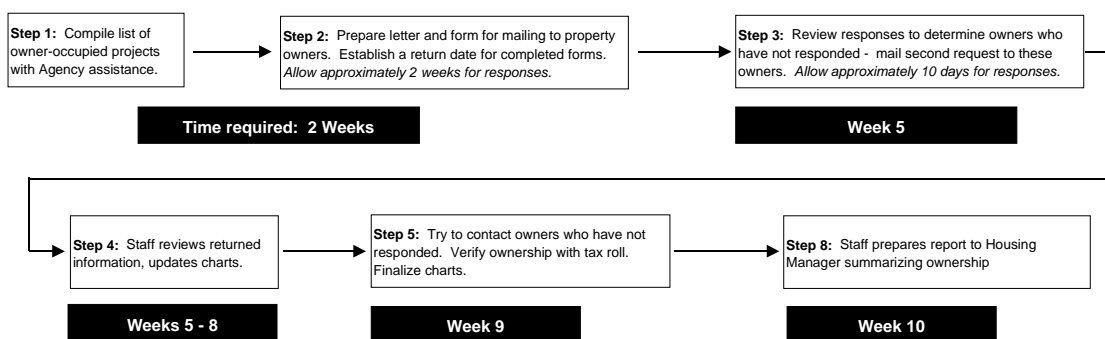 Step 1: Compile list of
owner-occupied projects
with Agency assistance.
Step 2: Prepare letter and form for mailing to property
owners. Establish a return date for completed forms.
Allow approximately 2 weeks for responses.
Step 3: Review responses to determine owners who
have not responded - mail second request to these
owners. Allow approximately 10 days for responses.
Time required: 2 Weeks
Week 5
Step 4: Staff reviews returned
information, updates charts.
Step 5: Try to contact owners who have not
responded. Verify ownership with tax roll.
Finalize charts.
Step 8: Staff prepares report to Housing
Manager summarizing ownership
Weeks 5 - 8
Week 9
Week 10